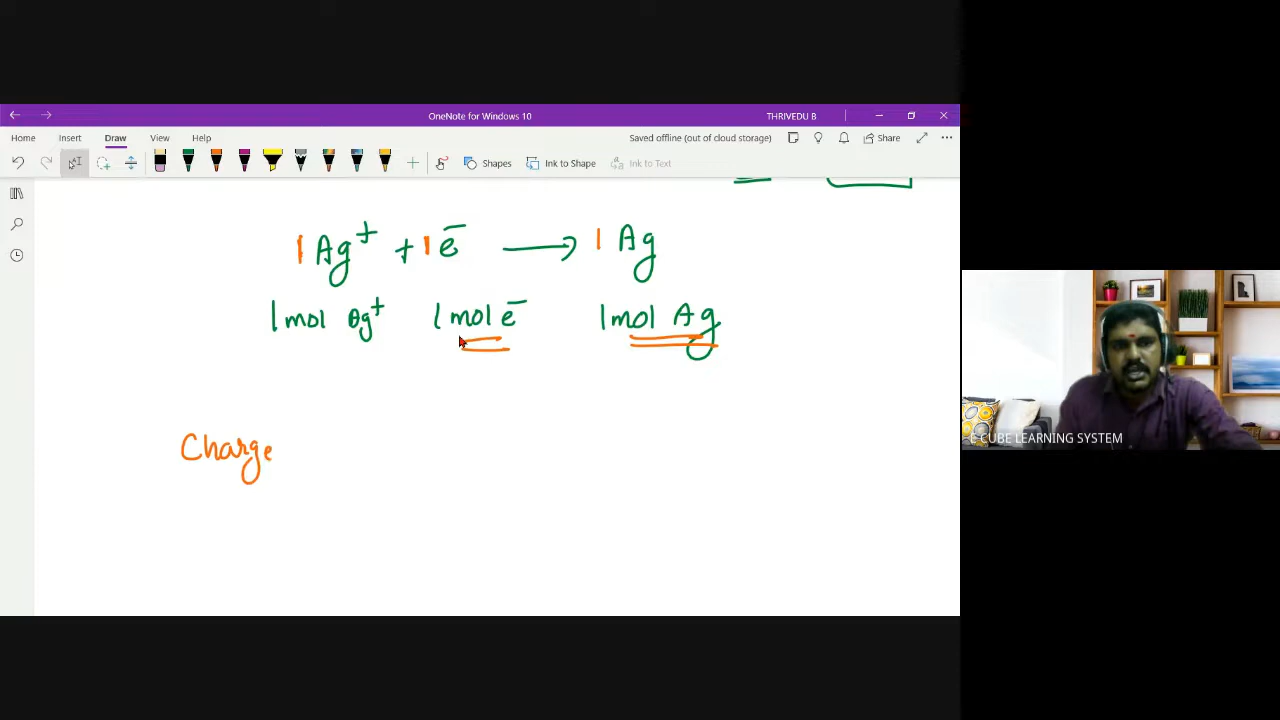 OneNote for Windows 10
THRIVEDU B
Home Insert Draw View Help
Saved offline (out of cloud storage)
Share
Shapes
Ink to Shape
Ink to Text
1 Ag⁺ + 1 e⁻ ⟶ 1 Ag
1 mol Ag⁺ 1 mol e⁻ 1 mol Ag
Charge
E CUBE LEARNING SYSTEM